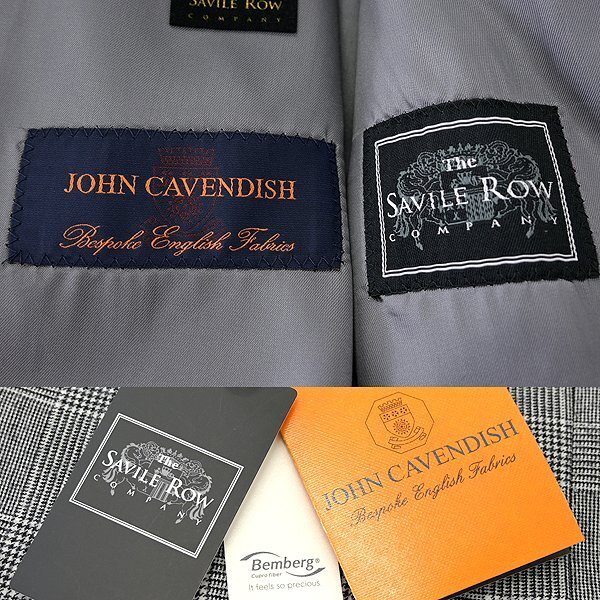 SAVILE ROW
COMPANY
JOHN CAVENDISH
Bespoke English Fabrics
The
SAVILE ROW
COMPANY
The
SAVILE ROW
COMPANY
Bemberg®
Cupro fiber
It feels so precious
JOHN CAVENDISH
Bespoke English Fabrics